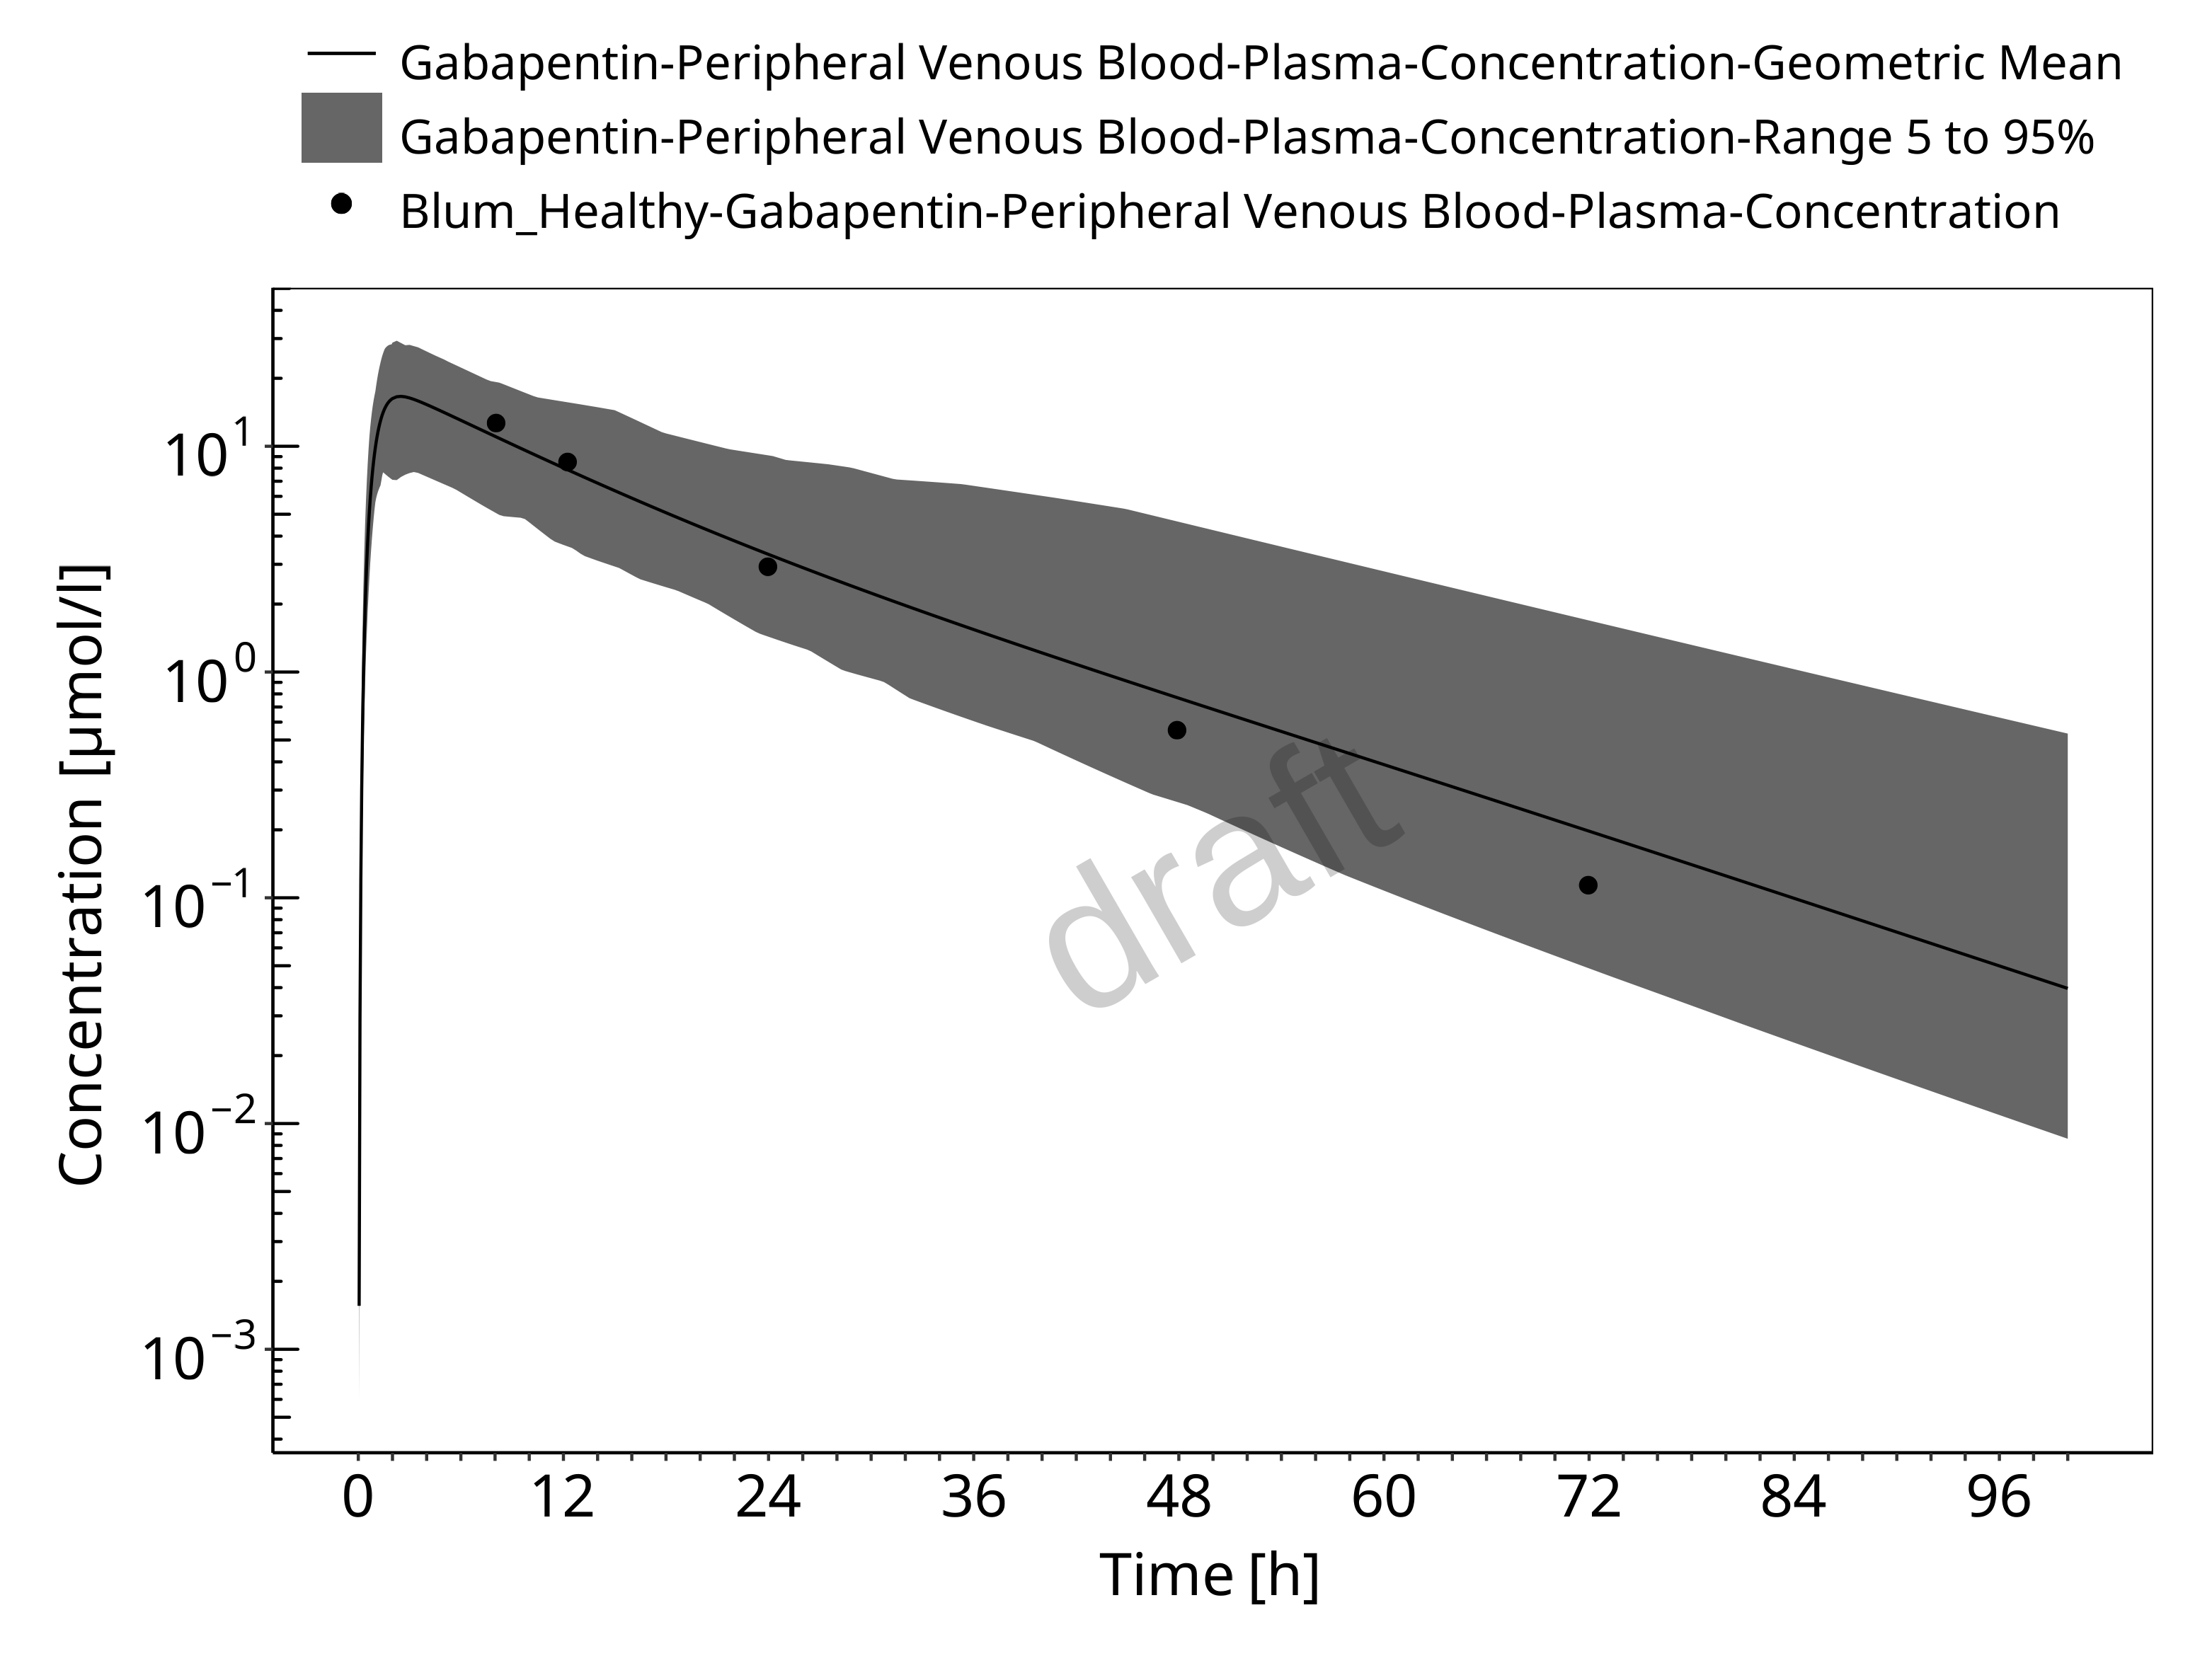 Gabapentin-Peripheral Venous Blood-Plasma-Concentration-Geometric Mean
Gabapentin-Peripheral Venous Blood-Plasma-Concentration-Range 5 to 95%
Blum_Healthy-Gabapentin-Peripheral Venous Blood-Plasma-Concentration
10^1
10^0
10^−1
10^−2
10^−3
Concentration [µmol/l]
draft
0 12 24 36 48 60 72 84 96
Time [h]